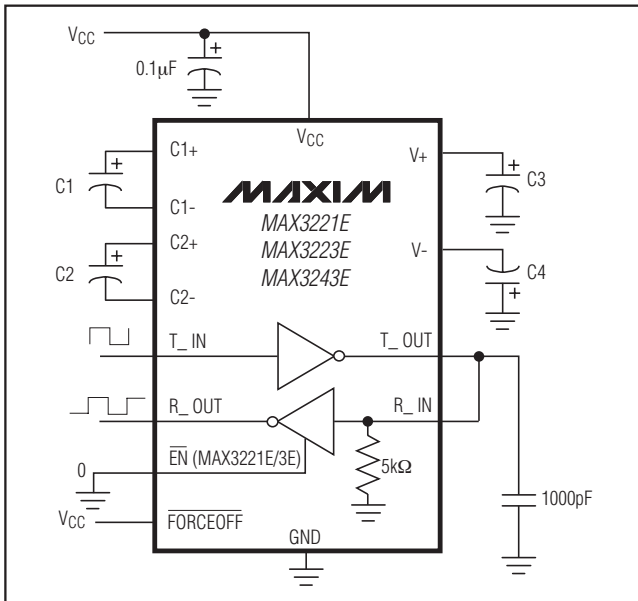 VCC
0.1µF
VCC
C1+
C1
C1-
C2+
C2
C2-
V+
C3
V-
C4
MAXIM
MAX3221E
MAX3223E
MAX3243E
T_ IN
T_ OUT
R_ OUT
R_ IN
0
EN (MAX3221E/3E)
5kΩ
1000pF
VCC
FORCEOFF
GND